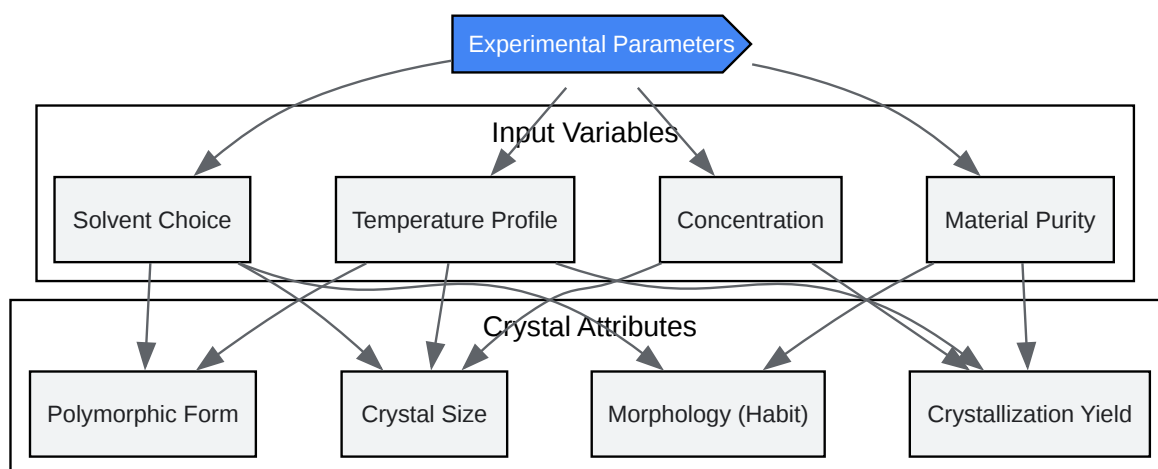 Experimental Parameters
Input Variables
Solvent Choice
Temperature Profile
Concentration
Material Purity
Crystal Attributes
Polymorphic Form
Crystal Size
Morphology (Habit)
Crystallization Yield